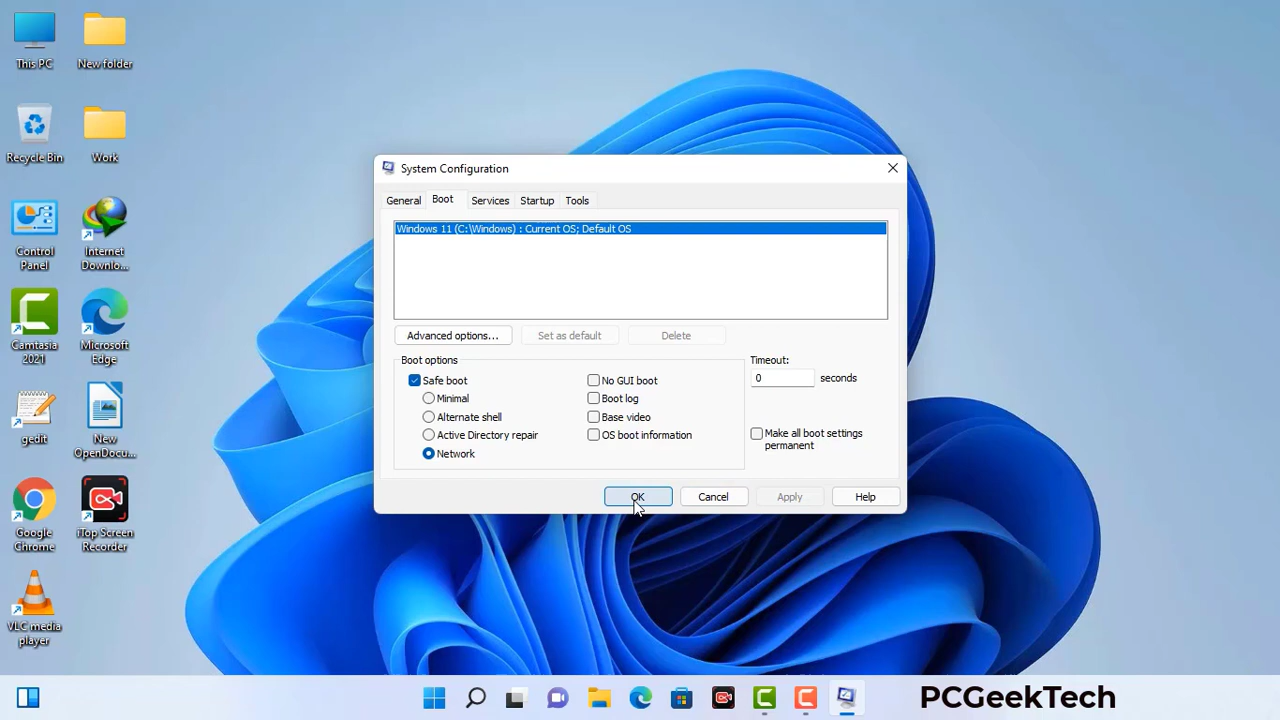 This PC
New folder
Recycle Bin
Work
Control
Panel
Internet
Downlo...
Camtasia
2021
Microsoft
Edge
gedit
New
OpenDocu...
Google
Chrome
iTop Screen
Recorder
VLC media
player
System Configuration
General
Boot
Services
Startup
Tools
Windows 11 (C:\Windows) : Current OS; Default OS
Advanced options...
Set as default
Delete
Boot options
Safe boot
Minimal
Alternate shell
Active Directory repair
Network
No GUI boot
Boot log
Base video
OS boot information
Timeout:
0 seconds
Make all boot settings
permanent
OK
Cancel
Apply
Help
PCGeekTech